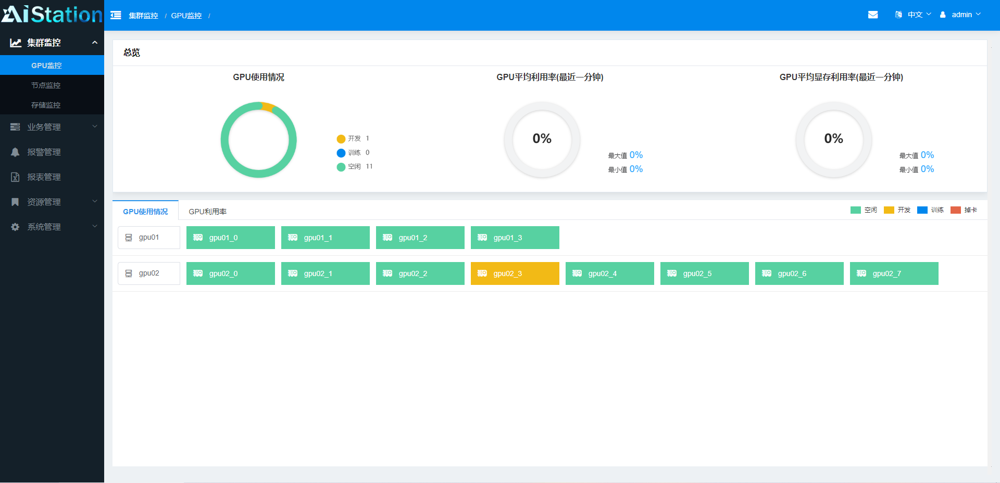 AiStation
集群监控 / GPU监控 /
中文
admin
集群监控
GPU监控
节点监控
存储监控
业务管理
报警管理
报表管理
资源管理
系统管理
总览
GPU使用情况
开发 1
训练 0
空闲 11
GPU平均利用率(最近一分钟)
0%
最大值 0%
最小值 0%
GPU平均显存利用率(最近一分钟)
0%
最大值 0%
最小值 0%
GPU使用情况 GPU利用率
空闲 开发 训练 掉卡
gpu01 gpu01_0 gpu01_1 gpu01_2 gpu01_3
gpu02 gpu02_0 gpu02_1 gpu02_2 gpu02_3 gpu02_4 gpu02_5 gpu02_6 gpu02_7